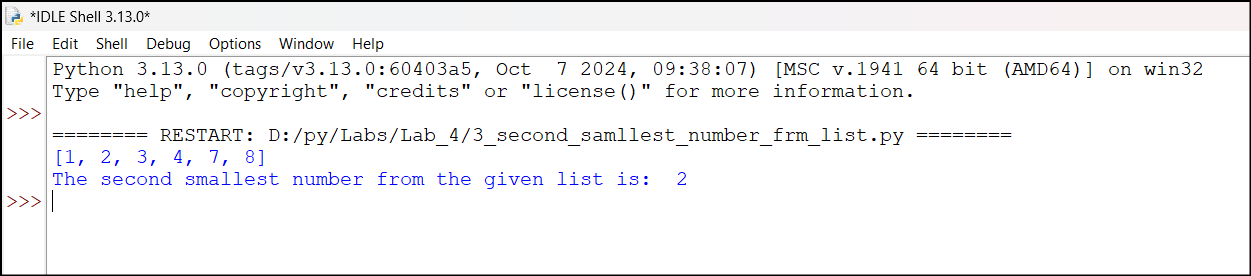 *IDLE Shell 3.13.0*
File Edit Shell Debug Options Window Help
Python 3.13.0 (tags/v3.13.0:60403a5, Oct  7 2024, 09:38:07) [MSC v.1941 64 bit (AMD64)] on win32
Type "help", "copyright", "credits" or "license()" for more information.
>>>
======== RESTART: D:/py/Labs/Lab_4/3_second_samllest_number_frm_list.py ========
[1, 2, 3, 4, 7, 8]
The second smallest number from the given list is:  2
>>>